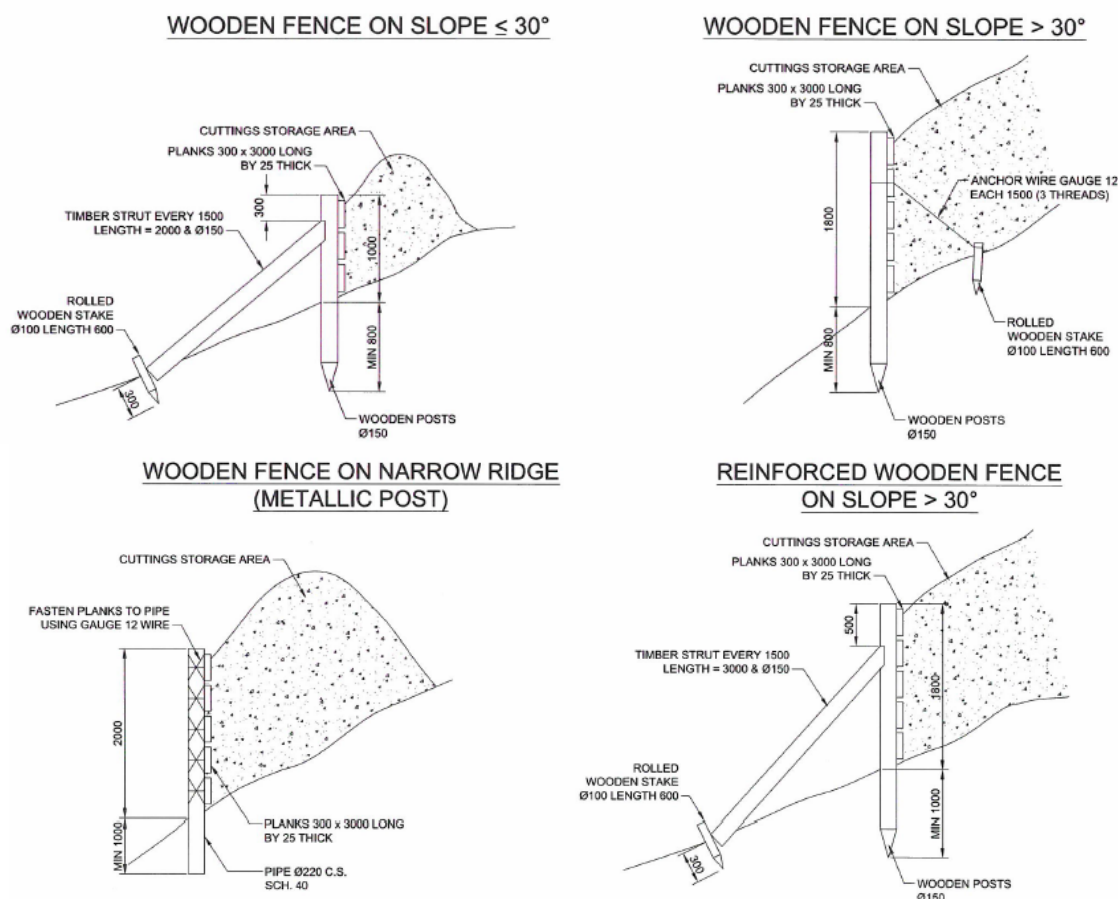 WOODEN FENCE ON SLOPE ≤ 30°
CUTTINGS STORAGE AREA
PLANKS 300 x 3000 LONG
BY 25 THICK
300
TIMBER STRUT EVERY 1500
LENGTH = 2000 & Ø150
1000
ROLLED
WOODEN STAKE
Ø100 LENGTH 600
MIN 800
300
WOODEN POSTS
Ø150
WOODEN FENCE ON SLOPE > 30°
CUTTINGS STORAGE AREA
PLANKS 300 x 3000 LONG
BY 25 THICK
ANCHOR WIRE GAUGE 12
EACH 1500 (3 THREADS)
1800
MIN 800
ROLLED
WOODEN STAKE
Ø100 LENGTH 600
WOODEN POSTS
Ø150
WOODEN FENCE ON NARROW RIDGE
(METALLIC POST)
CUTTINGS STORAGE AREA
FASTEN PLANKS TO PIPE
USING GAUGE 12 WIRE
2000
MIN 1000
PLANKS 300 x 3000 LONG
BY 25 THICK
PIPE Ø220 C.S.
SCH. 40
REINFORCED WOODEN FENCE
ON SLOPE > 30°
CUTTINGS STORAGE AREA
PLANKS 300 x 3000 LONG
BY 25 THICK
500
TIMBER STRUT EVERY 1500
LENGTH = 3000 & Ø150
1800
ROLLED
WOODEN STAKE
Ø100 LENGTH 600
MIN 1000
300
WOODEN POSTS
Ø150